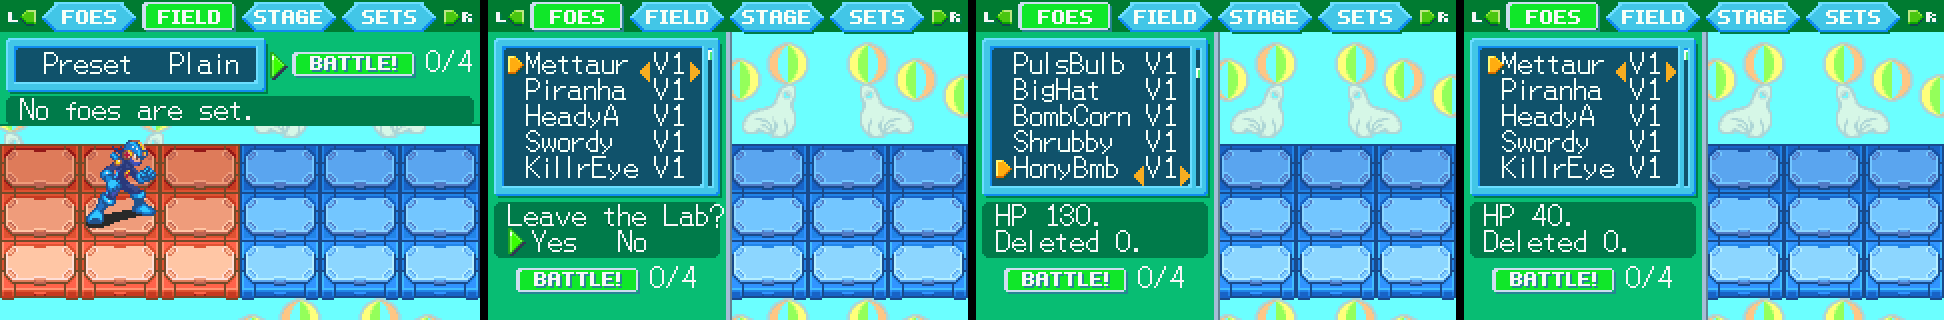 L FOES FIELD STAGE SETS R
Preset Plain BATTLE! 0/4
No foes are set.
L FOES FIELD STAGE SETS R
Mettaur V1
Piranha V1
HeadyA V1
Swordy V1
KillrEye V1
Leave the Lab?
Yes No
BATTLE! 0/4
L FOES FIELD STAGE SETS R
PulsBulb V1
BigHat V1
BombCorn V1
Shrubby V1
HonyBmb V1
HP 130.
Deleted 0.
BATTLE! 0/4
L FOES FIELD STAGE SETS R
Mettaur V1
Piranha V1
HeadyA V1
Swordy V1
KillrEye V1
HP 40.
Deleted 0.
BATTLE! 0/4